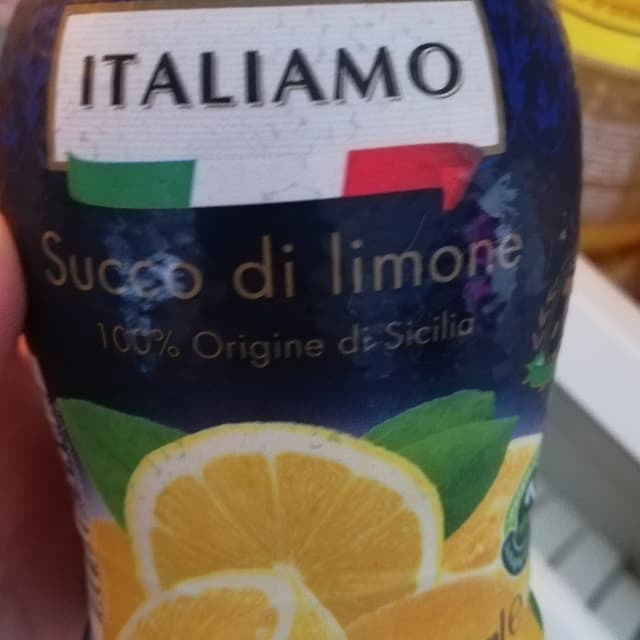 ITALIAMO
Succo di limone
100% Origine di Sicilia